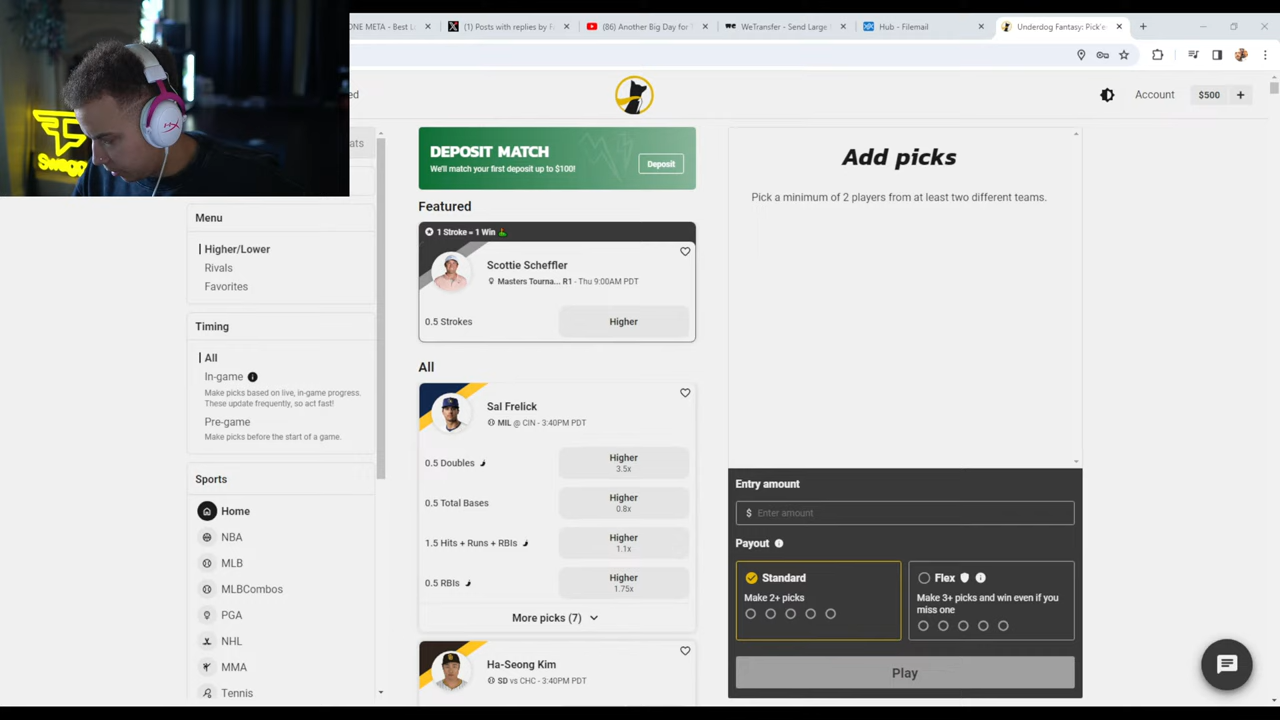 ONE META - Best L
(1) Posts with replies by F
(86) Another Big Day for
WeTransfer - Send Large
Hub - Filemail
Underdog Fantasy: Pick'e
Account
$500 +
DEPOSIT MATCH
We'll match your first deposit up to $100!
Deposit
Featured
1 Stroke = 1 Win
Scottie Scheffler
Masters Tourna... R1 - Thu 9:00AM PDT
0.5 Strokes
Higher
All
Sal Frelick
MIL @ CIN - 3:40PM PDT
0.5 Doubles
Higher
3.5x
0.5 Total Bases
Higher
0.8x
1.5 Hits + Runs + RBIs
Higher
1.1x
0.5 RBIs
Higher
1.75x
More picks (7)
Ha-Seong Kim
SD vs CHC - 3:40PM PDT
Menu
Higher/Lower
Rivals
Favorites
Timing
All
In-game
Make picks based on live, in-game progress.
These update frequently, so act fast!
Pre-game
Make picks before the start of a game.
Sports
Home
NBA
MLB
MLBCombos
PGA
NHL
MMA
Tennis
Add picks
Pick a minimum of 2 players from at least two different teams.
Entry amount
$ Enter amount
Payout
Standard
Make 2+ picks
Flex
Make 3+ picks and win even if you
miss one
Play